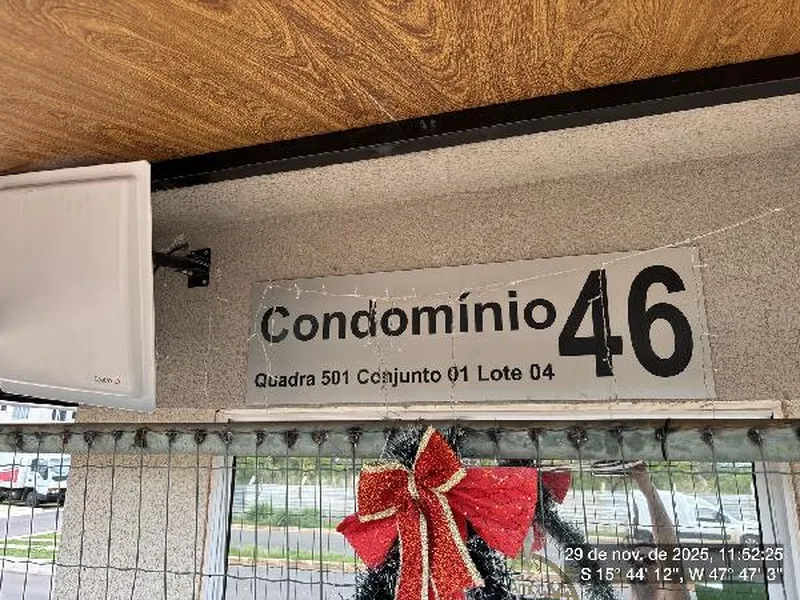 Condomínio 46
Quadra 501 Conjunto 01 Lote 04
29 de nov. de 2025, 11:52:25
S 15° 44' 12", W 47° 47' 3"